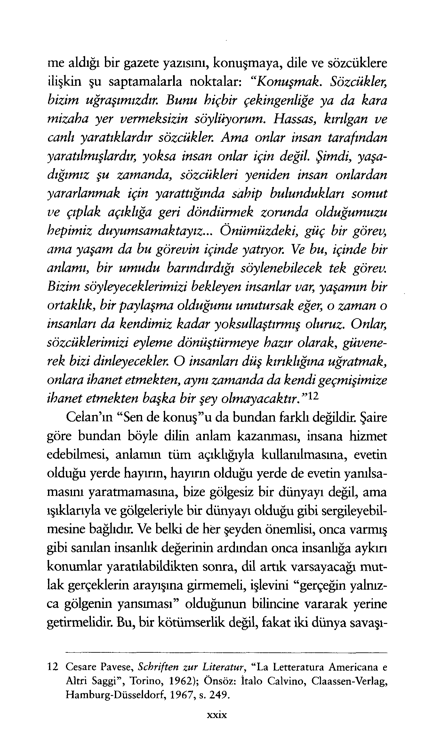 me aldığı bir gazete yazısını, konuşmaya, dile ve sözcüklere
ilişkin şu saptamalarla noktalar: “Konuşmak. Sözcükler,
bizim uğraşımızdır. Bunu hiçbir çekingenliğe ya da kara
mizaha yer vermeksizin söylüyorum. Hassas, kırılgan ve
canlı yaratıklardır sözcükler. Ama onlar insan tarafından
yaratılmışlardır, yoksa insan onlar için değil. Şimdi, yaşa-
dığımız şu zamanda, sözcükleri yeniden insan onlardan
yararlanmak için yarattığında sahip bulundukları somut
ve çıplak açıklığa geri döndürmek zorunda olduğumuzu
hepimiz duyumsamaktayız... Önümüzdeki, güç bir görev,
ama yaşam da bu görevin içinde yatıyor. Ve bu, içinde bir
anlamı, bir umudu barındırdığı söylenebilecek tek görev.
Bizim söyleyeceklerimizi bekleyen insanlar var, yaşamın bir
ortaklık, bir paylaşma olduğunu unutursak eğer, o zaman o
insanları da kendimiz kadar yoksullaştırmış oluruz. Onlar,
sözcüklerimizi eyleme dönüştürmeye hazır olarak, güvene-
rek bizi dinleyecekler. O insanları düş kırıklığına uğratmak,
onlara ihanet etmekten, aynı zamanda da kendi geçmişimize
ihanet etmekten başka bir şey olmayacaktır.”12
Celan’ın “Sen de konuş”u da bundan farklı değildir. Şaire
göre bundan böyle dilin anlam kazanması, insana hizmet
edebilmesi, anlamın tüm açıklığıyla kullanılmasına, evetin
olduğu yerde hayırın, hayırın olduğu yerde de evetin yanılsa-
masını yaratmamasına, bize gölgesiz bir dünyayı değil, ama
ışıklarıyla ve gölgeleriyle bir dünyayı olduğu gibi sergileyebil-
mesine bağlıdır. Ve belki de her şeyden önemlisi, onca varmış
gibi sanılan insanlık değerinin ardından onca insanlığa aykırı
konumlar yaratılabildikten sonra, dil artık varsayacağı mut-
lak gerçeklerin arayışına girmemeli, işlevini “gerçeğin yalnız-
ca gölgenin yansıması” olduğunun bilincine vararak yerine
getirmelidir. Bu, bir kötümserlik değil, fakat iki dünya savaşı-
12 Cesare Pavese, Schriften zur Literatur, “La Letteratura Americana e
Altri Saggi”, Torino, 1962); Önsöz: İtalo Calvino, Claassen-Verlag,
Hamburg-Düsseldorf, 1967, s. 249.
xxix